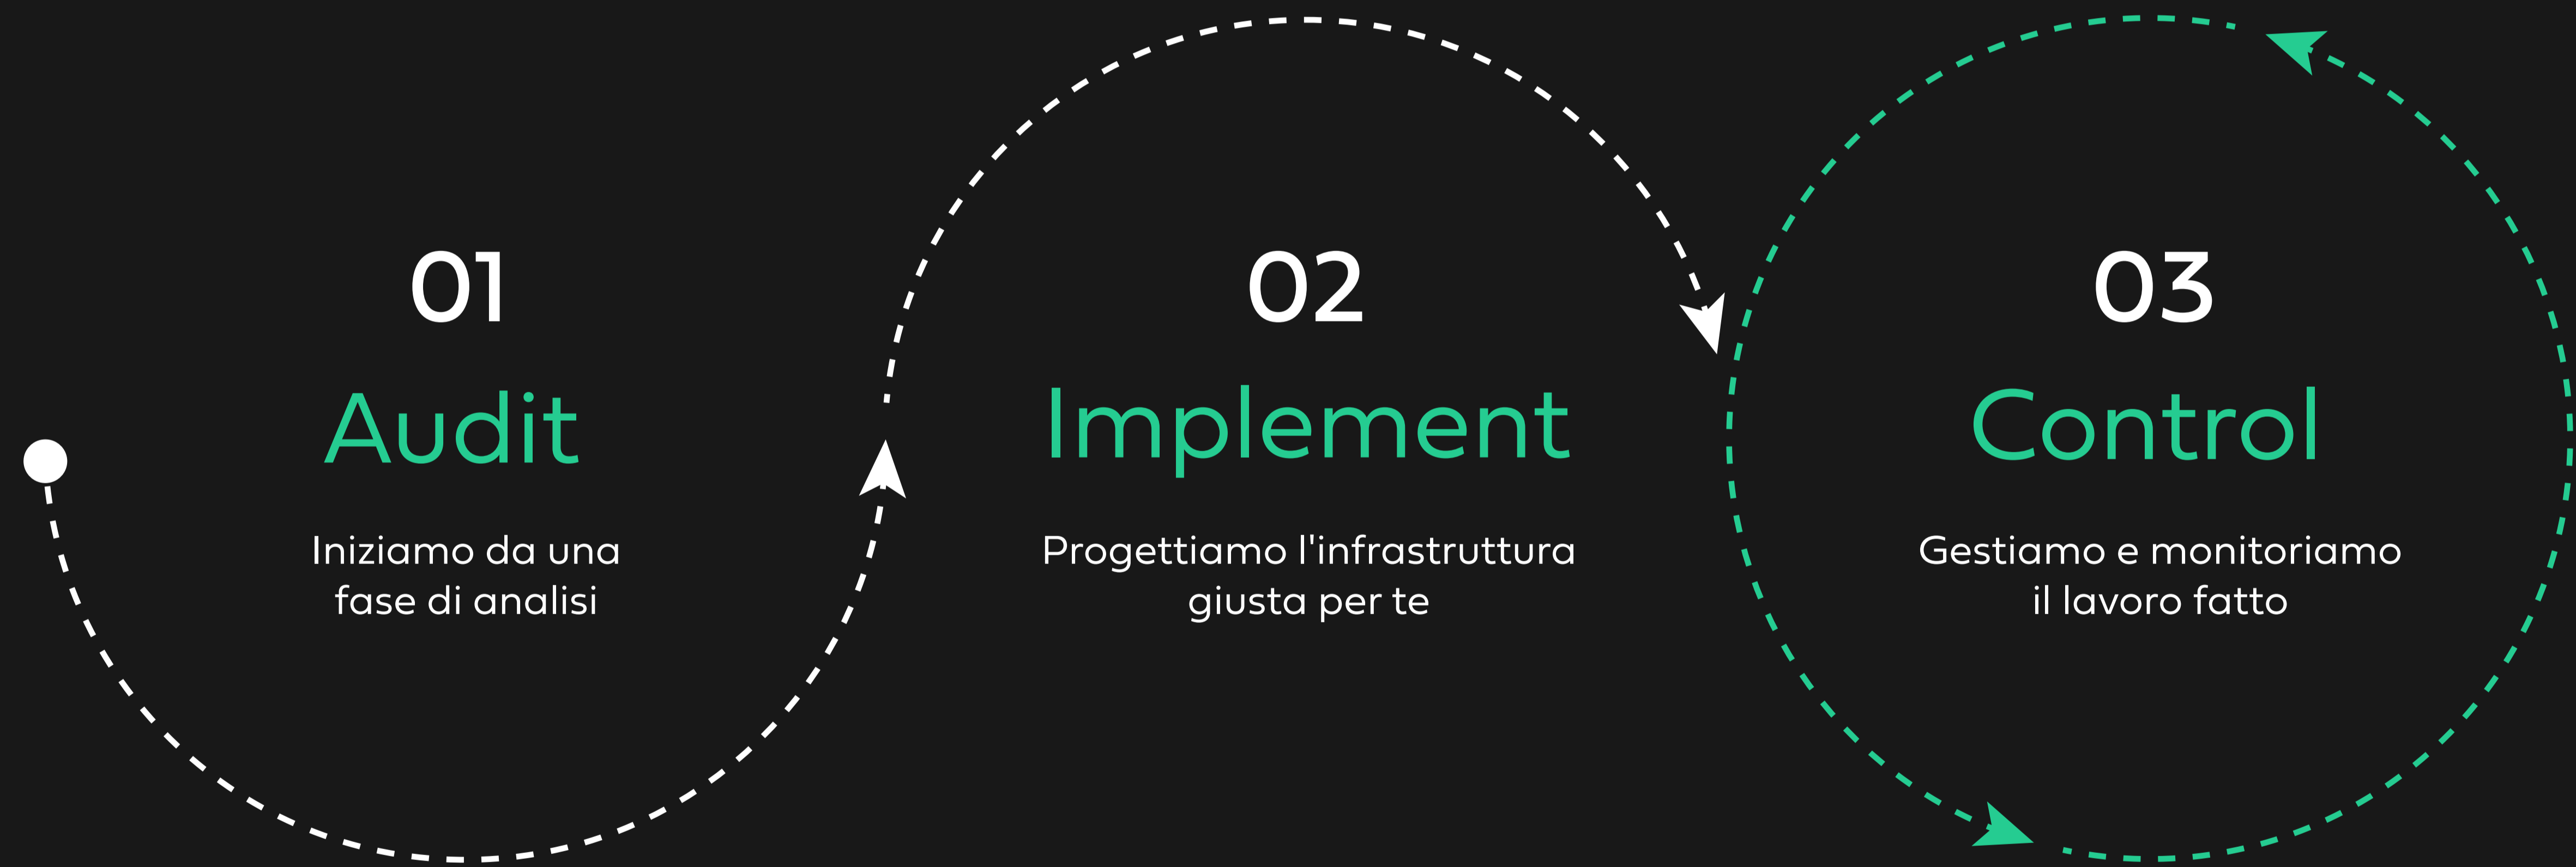 01
Audit
Iniziamo da una
fase di analisi
02
Implement
Progettiamo l'infrastruttura
giusta per te
03
Control
Gestiamo e monitoriamo
il lavoro fatto